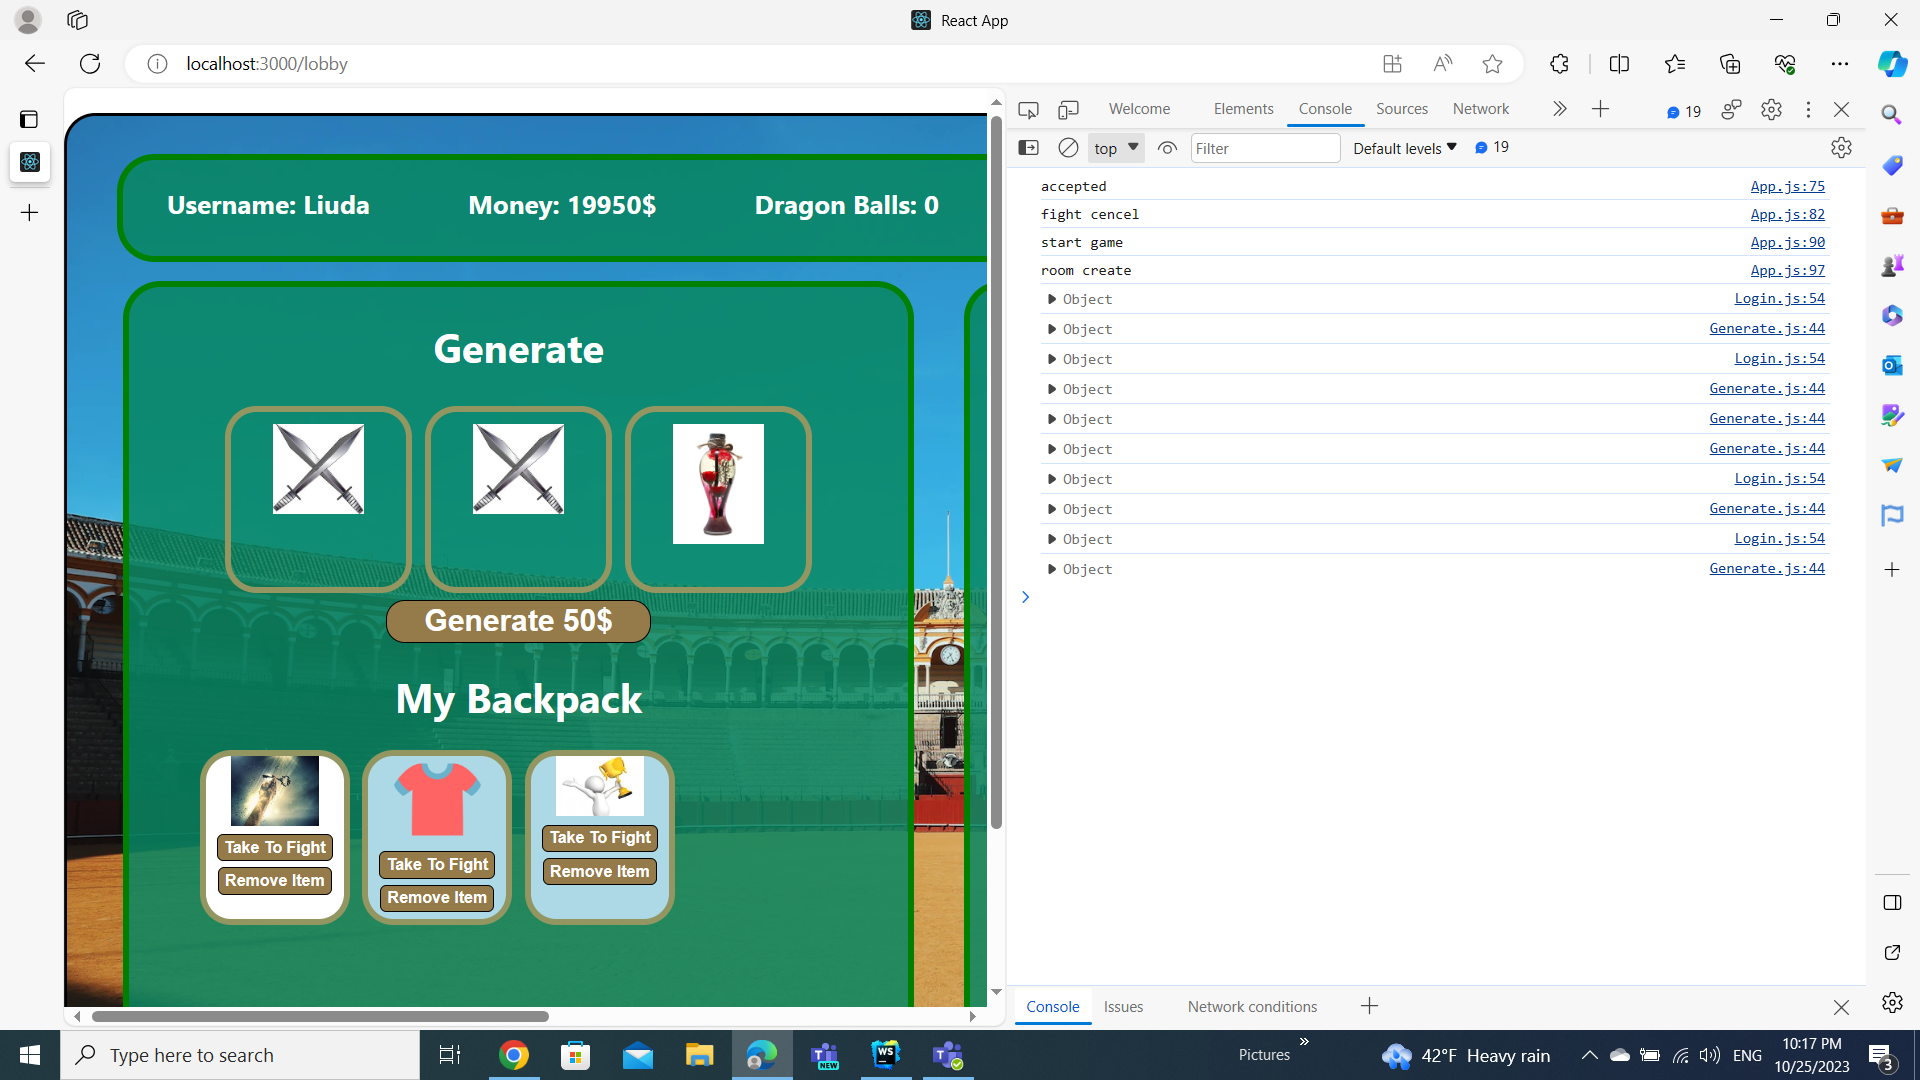 React App
localhost:3000/lobby
Username: Liuda Money: 19950$ Dragon Balls: 0
Generate
Generate 50$
My Backpack
Take To Fight
Remove Item
Take To Fight
Remove Item
Take To Fight
Remove Item
Welcome Elements Console Sources Network 19
top Filter Default levels 19
accepted App.js:75
fight cencel App.js:82
start game App.js:90
room create App.js:97
Object Login.js:54
Object Generate.js:44
Object Login.js:54
Object Generate.js:44
Object Generate.js:44
Object Generate.js:44
Object Login.js:54
Object Generate.js:44
Object Login.js:54
Object Generate.js:44
Console Issues Network conditions
Type here to search
NEW
WS
Pictures
42°F Heavy rain
ENG
10:17 PM
10/25/2023
3